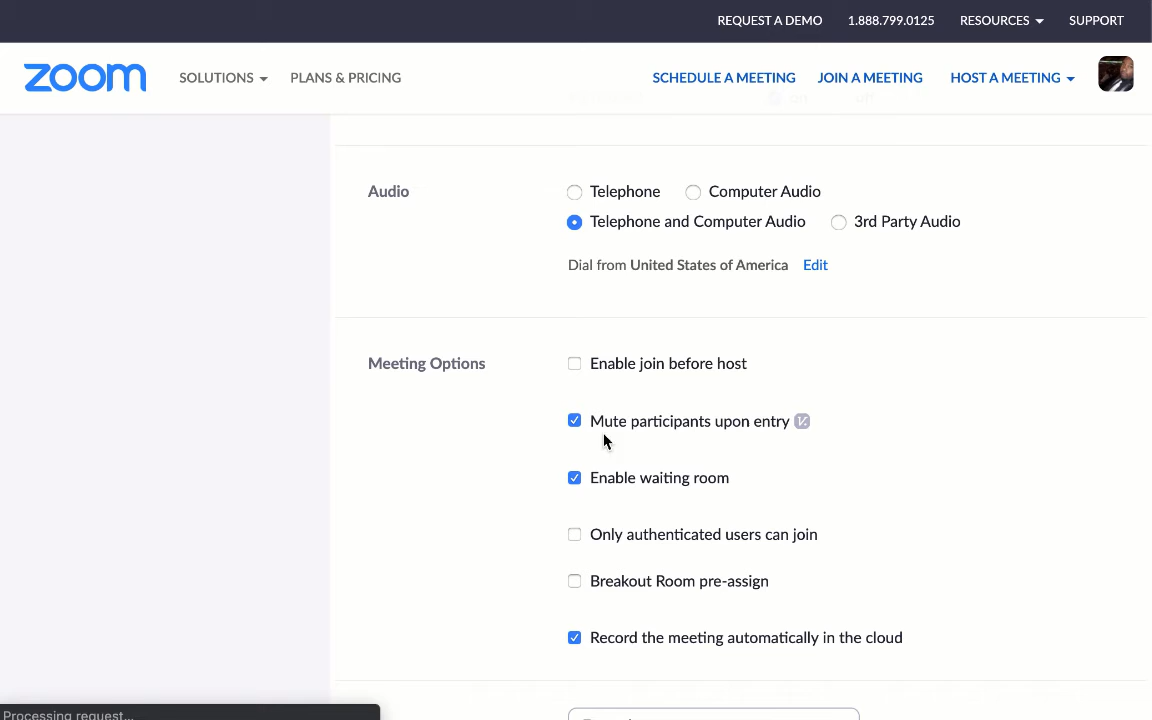 REQUEST A DEMO 1.888.799.0125 RESOURCES SUPPORT
zoom SOLUTIONS PLANS & PRICING SCHEDULE A MEETING JOIN A MEETING HOST A MEETING
on off
Audio Telephone Computer Audio
Telephone and Computer Audio 3rd Party Audio
Dial from United States of America Edit
Meeting Options Enable join before host
Mute participants upon entry
Enable waiting room
Only authenticated users can join
Breakout Room pre-assign
Record the meeting automatically in the cloud
Processing request...